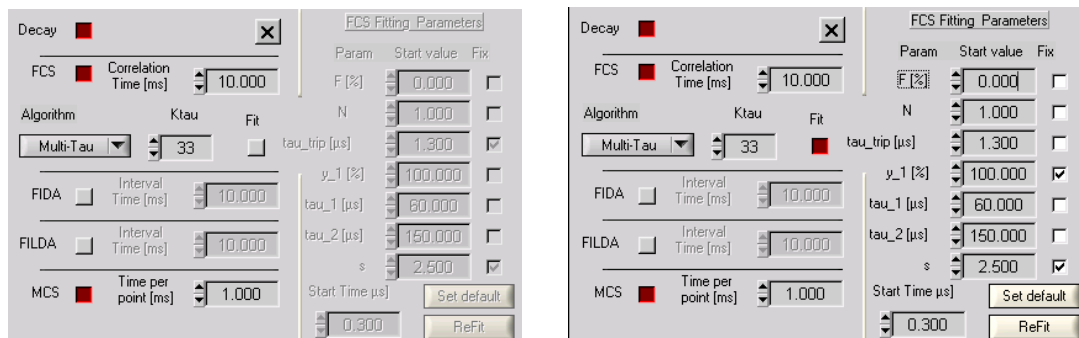 Decay
FCS Correlation Time [ms] 10.000
Algorithm Ktau Fit
Multi-Tau 33
FIDA Interval Time [ms] 10.000
FILDA Interval Time [ms] 10.000
MCS Time per point [ms] 1.000
FCS Fitting Parameters
Param Start value Fix
F [%] 0.000
N 1.000
tau_trip [µs] 1.300
y_1 [%] 100.000
tau_1 [µs] 60.000
tau_2 [µs] 150.000
s 2.500
Start Time µs] Set default
0.300 ReFit
Decay
FCS Correlation Time [ms] 10.000
Algorithm Ktau Fit
Multi-Tau 33
FIDA Interval Time [ms] 10.000
FILDA Interval Time [ms] 10.000
MCS Time per point [ms] 1.000
FCS Fitting Parameters
Param Start value Fix
F [%] 0.000
N 1.000
tau_trip [µs] 1.300
y_1 [%] 100.000
tau_1 [µs] 60.000
tau_2 [µs] 150.000
s 2.500
Start Time µs] Set default
0.300 ReFit